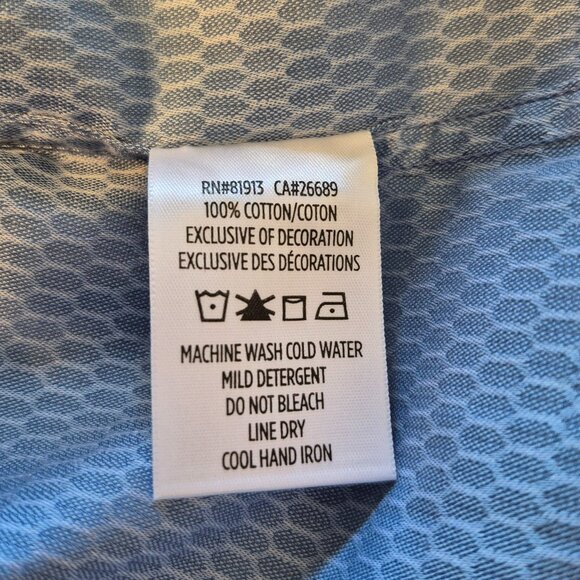 RN#81913 CA#26689
100% COTTON/COTON
EXCLUSIVE OF DECORATION
EXCLUSIVE DES DÉCORATIONS
MACHINE WASH COLD WATER
MILD DETERGENT
DO NOT BLEACH
LINE DRY
COOL HAND IRON